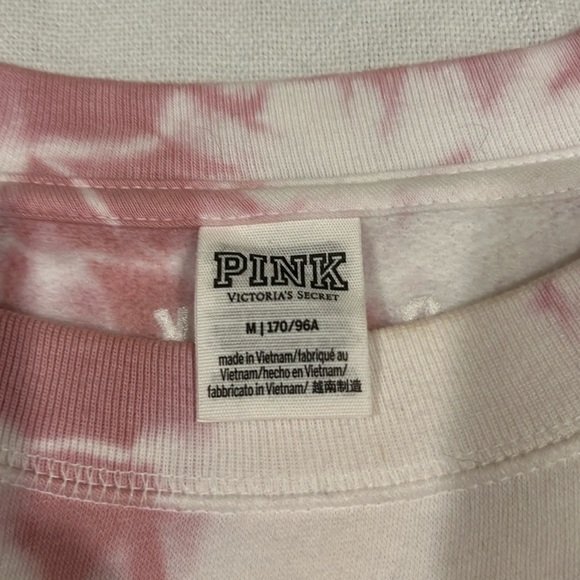 PINK
VICTORIA'S SECRET
M | 170/96A
made in Vietnam/fabriqué au
Vietnam/hecho en Vietnam/
fabbricato in Vietnam/ 越南制造